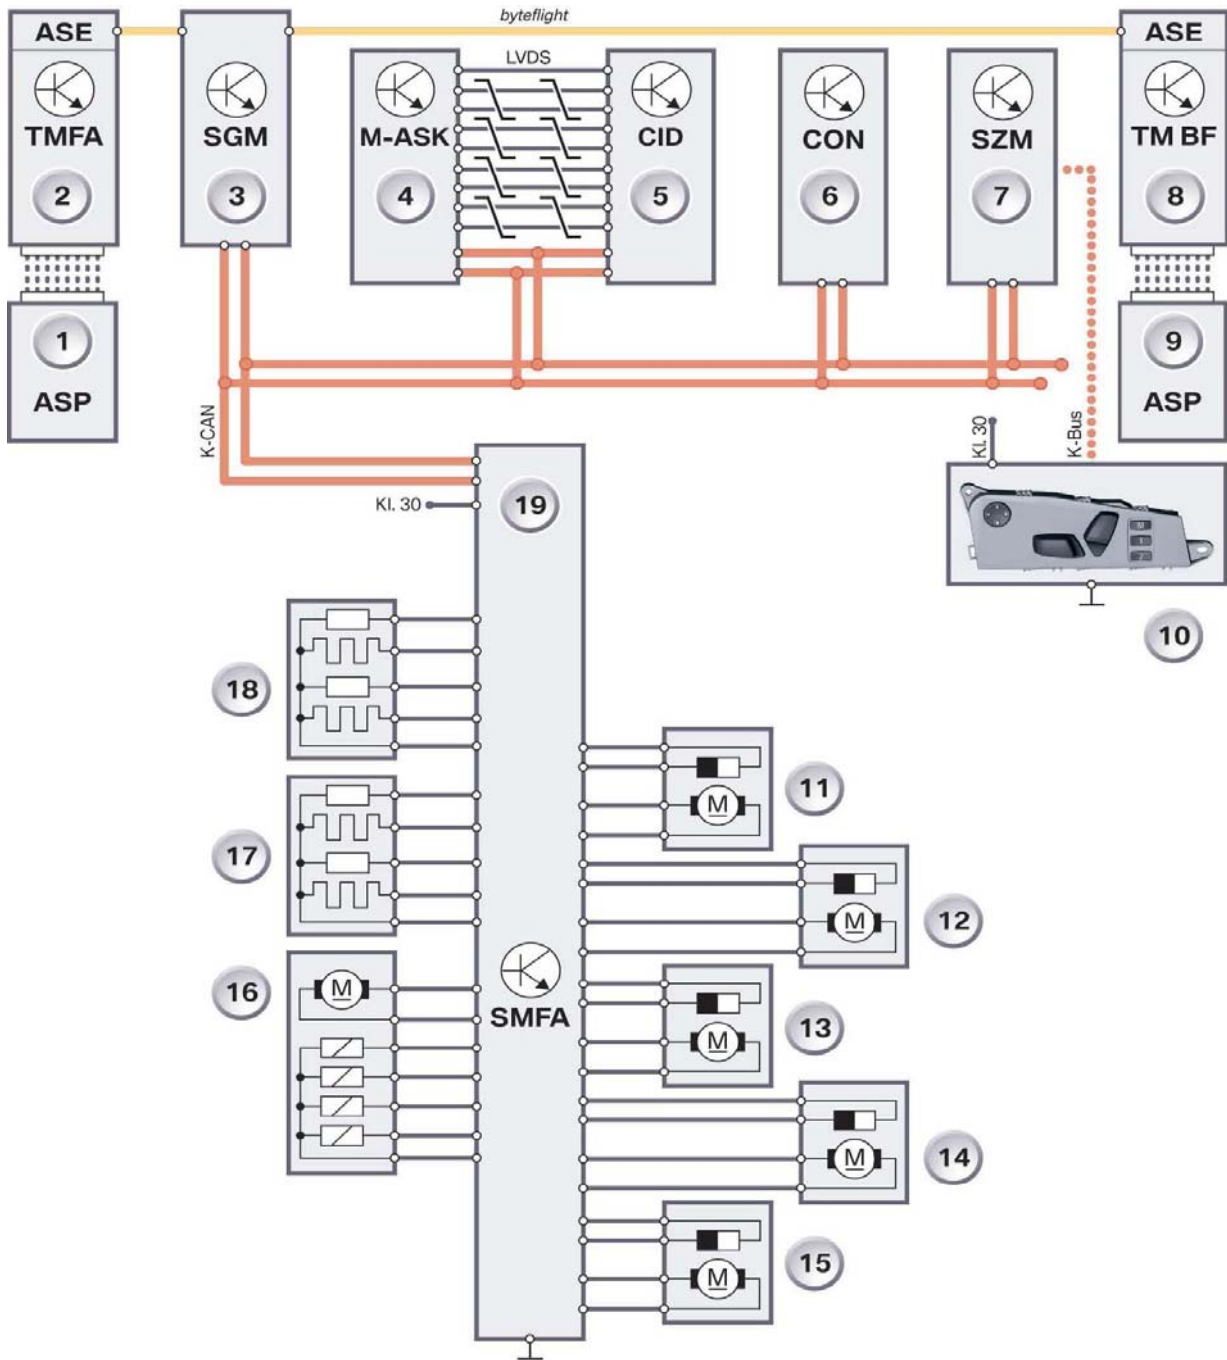 byteflight
ASE
ASE
LVDS
TMFA
SGM
M-ASK
CID
CON
SZM
TM BF
2
3
4
5
6
7
8
1
9
ASP
ASP
K-CAN
Kl. 30
K-Bus
Kl. 30
19
10
18
11
M
17
12
M
16
M
SMFA
13
M
14
M
15
M